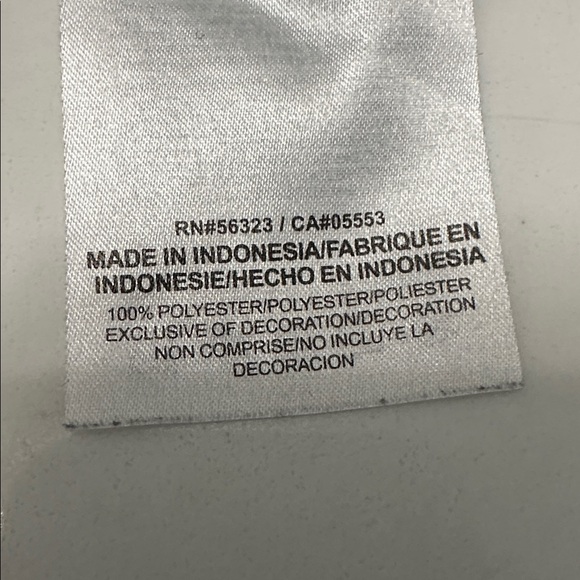 RN#56323 / CA#05553
MADE IN INDONESIA/FABRIQUE EN
INDONESIE/HECHO EN INDONESIA
100% POLYESTER/POLYESTER/POLIESTER
EXCLUSIVE OF DECORATION/DECORATION
NON COMPRISE/NO INCLUYE LA
DECORACION